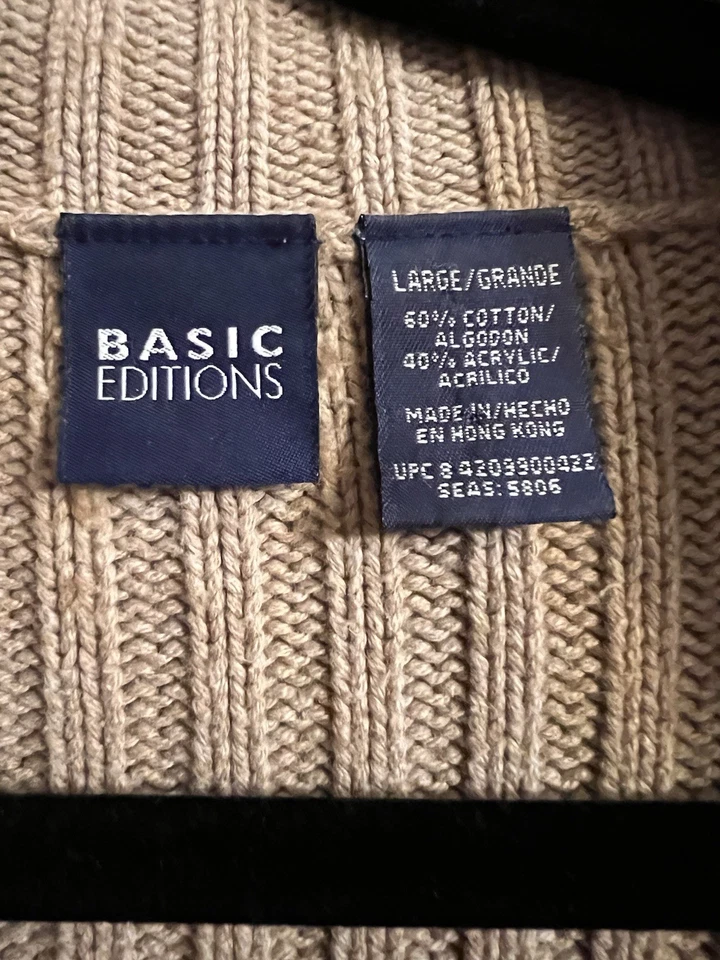 BASIC
EDITIONS
LARGE/GRANDE
60% COTTON/
ALGODON
40% ACRYLIC/
ACRILICO
MADE IN/HECHO
EN HONG KONG
UPC 8 4209900422
SEAS: 5806